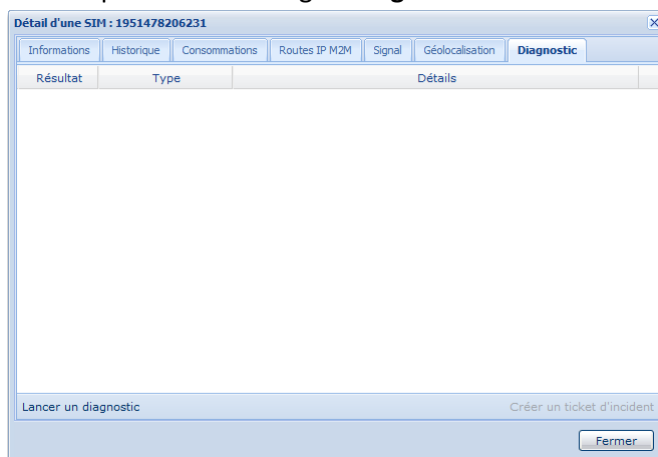 Détail d'une SIM : 1951478206231
Informations Historique Consommations Routes IP M2M Signal Géolocalisation Diagnostic
Résultat Type Détails
Lancer un diagnostic Créer un ticket d'incident
Fermer